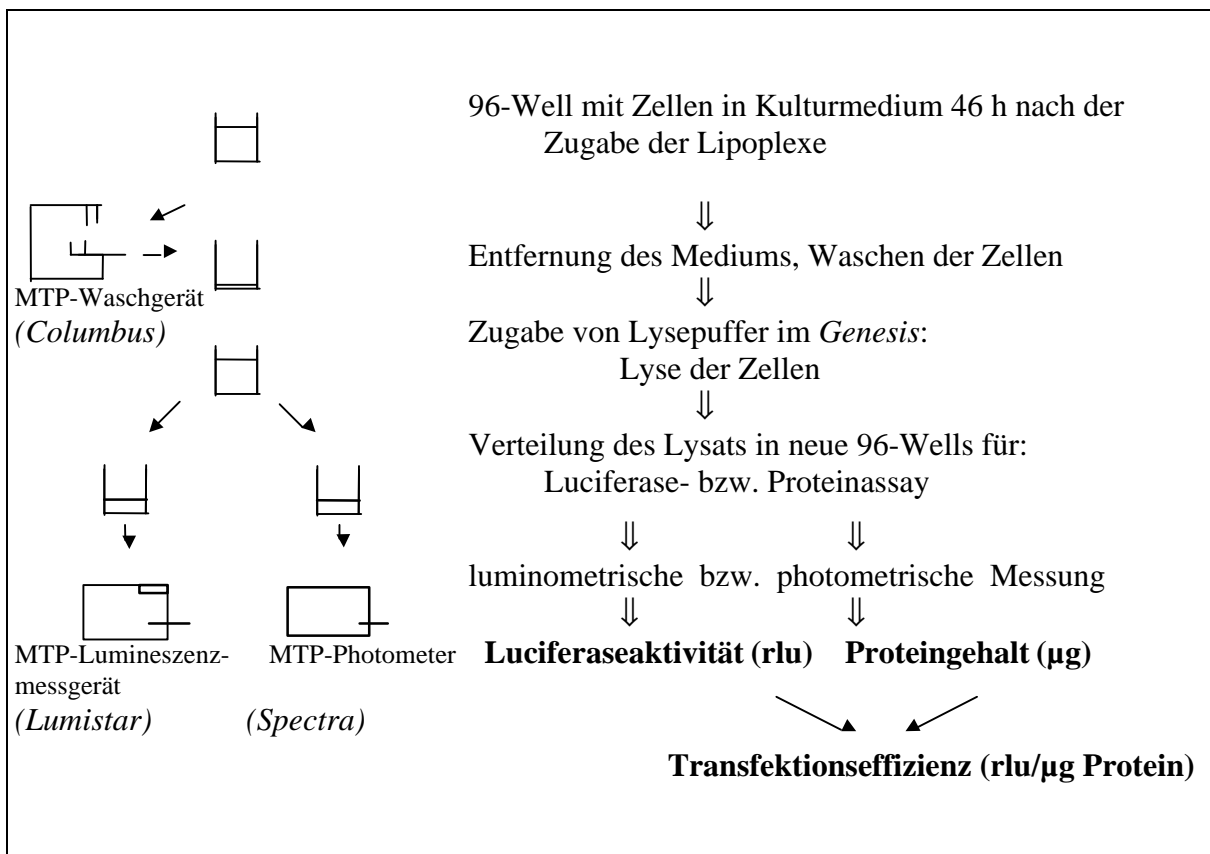 96-Well mit Zellen in Kulturmedium 46 h nach der
Zugabe der Lipoplexe
⇓
Entfernung des Mediums, Waschen der Zellen
MTP-Waschgerät
(Columbus)
⇓
Zugabe von Lysepuffer im Genesis:
Lyse der Zellen
⇓
Verteilung des Lysats in neue 96-Wells für:
Luciferase- bzw. Proteinassay
⇓ ⇓
luminometrische bzw. photometrische Messung
⇓ ⇓
MTP-Lumineszenz-
messgerät
(Lumistar)
MTP-Photometer
(Spectra)
Luciferaseaktivität (rlu) Proteingehalt (µg)
Transfektionseffizienz (rlu/µg Protein)